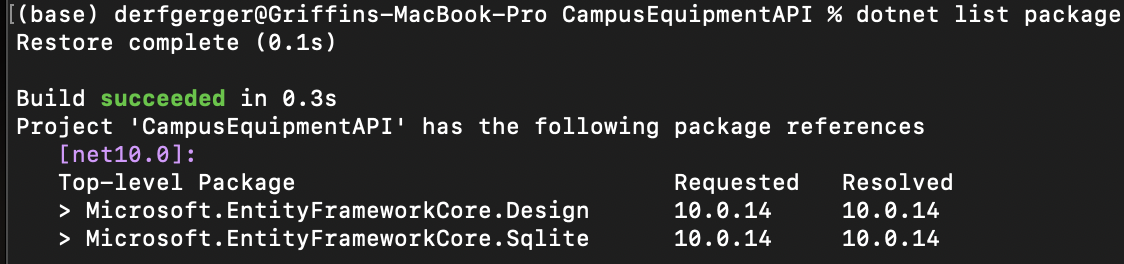 [(base) derfgerger@Griffins-MacBook-Pro CampusEquipmentAPI % dotnet list package
Restore complete (0.1s)
Build succeeded in 0.3s
Project 'CampusEquipmentAPI' has the following package references
[net10.0]:
Top-level Package Requested Resolved
> Microsoft.EntityFrameworkCore.Design 10.0.14 10.0.14
> Microsoft.EntityFrameworkCore.Sqlite 10.0.14 10.0.14